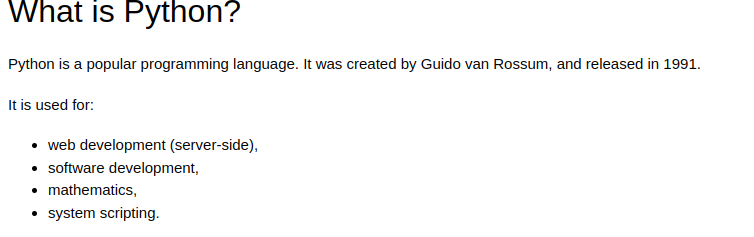 What is Python?
Python is a popular programming language. It was created by Guido van Rossum, and released in 1991.
It is used for:
• web development (server-side),
• software development,
• mathematics,
• system scripting.